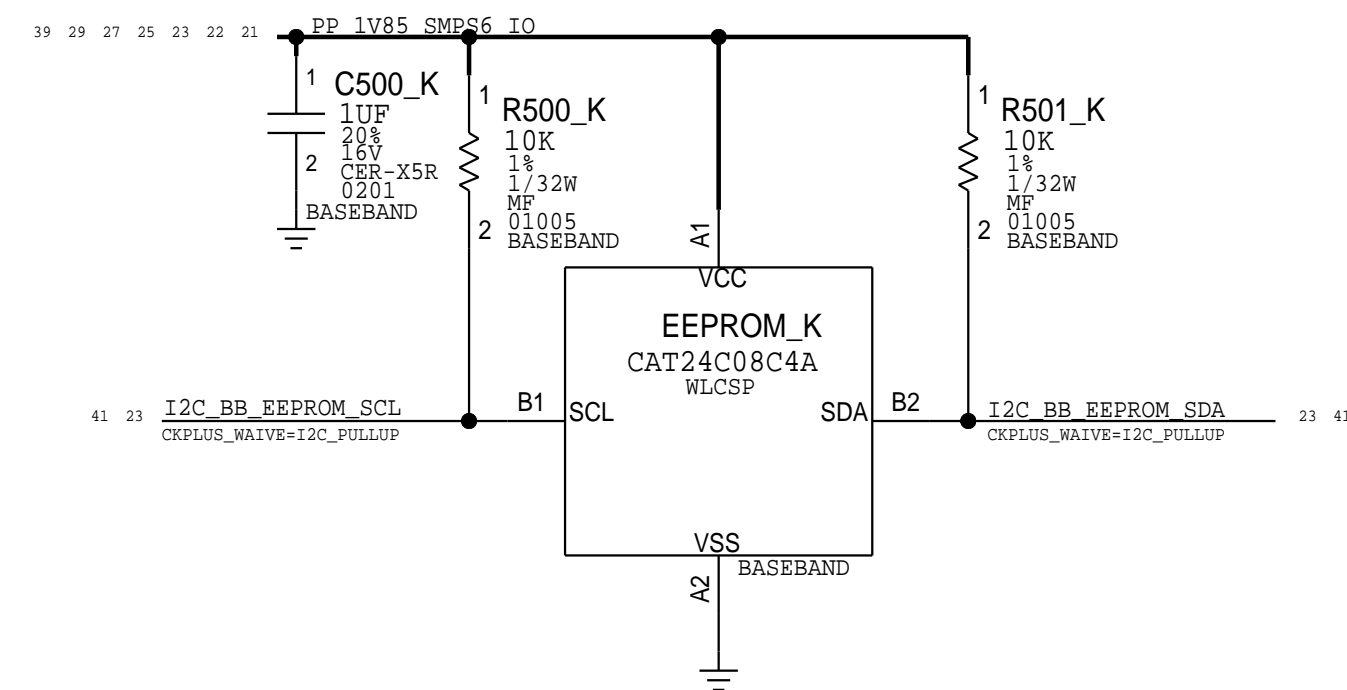 39 29 27 25 23 22 21
PP_1V85_SMPS6_IO
1
C500_K
1UF
20%
16V
2
CER-X5R
0201
BASEBAND
1
R500_K
10K
1%
1/32W
MF
01005
2
BASEBAND
1
R501_K
10K
1%
1/32W
MF
01005
2
BASEBAND
A1
VCC
EEPROM_K
CAT24C08C4A
WLCSP
41 23
I2C_BB_EEPROM_SCL
CKPLUS_WAIVE=I2C_PULLUP
B1
SCL
SDA
B2
I2C_BB_EEPROM_SDA
CKPLUS_WAIVE=I2C_PULLUP
23 41
VSS
BASEBAND
A2